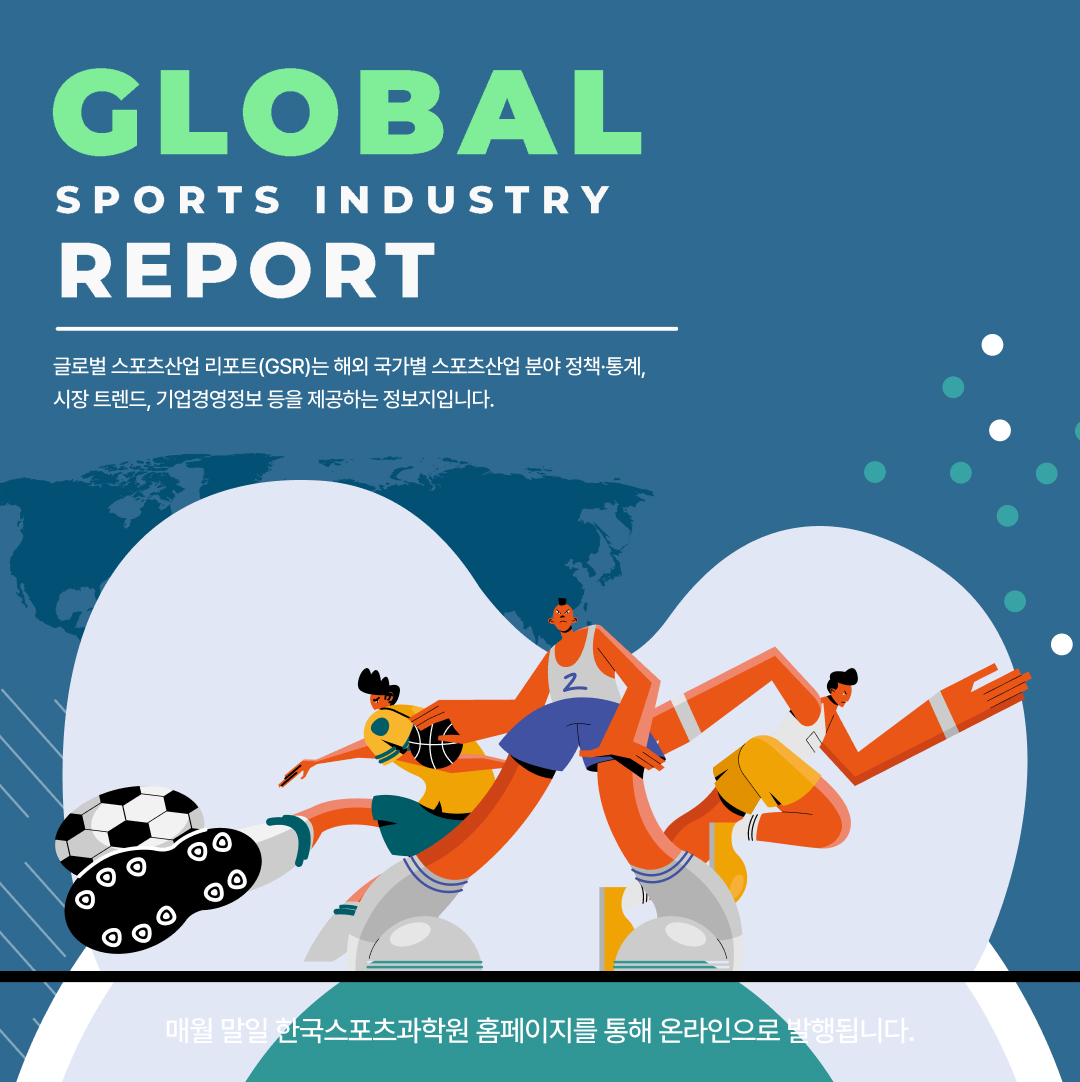 GLOBAL
SPORTS INDUSTRY
REPORT
글로벌 스포츠산업 리포트(GSR)는 해외 국가별 스포츠산업 분야 정책·통계,
시장 트렌드, 기업경영정보 등을 제공하는 정보지입니다.
2
매월 말일 한국스포츠과학원 홈페이지를 통해 온라인으로 발행됩니다.